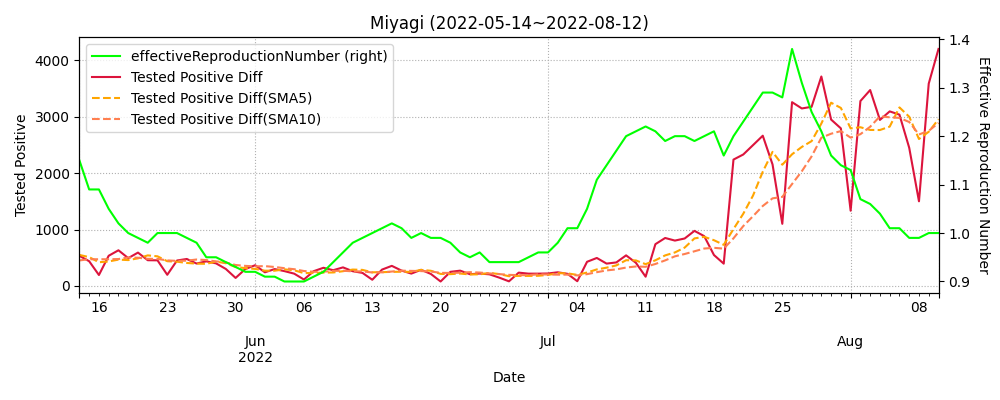 Miyagi (2022-05-14~2022-08-12)
effectiveReproductionNumber (right)
Tested Positive Diff
Tested Positive Diff(SMA5)
Tested Positive Diff(SMA10)
Tested Positive
4000
3000
2000
1000
0
1.4
1.3
1.2
1.1
1.0
0.9
Effective Reproduction Number
16 23 30 06 13 20 27 04 11 18 25 08
Jun Jul Aug
2022
Date